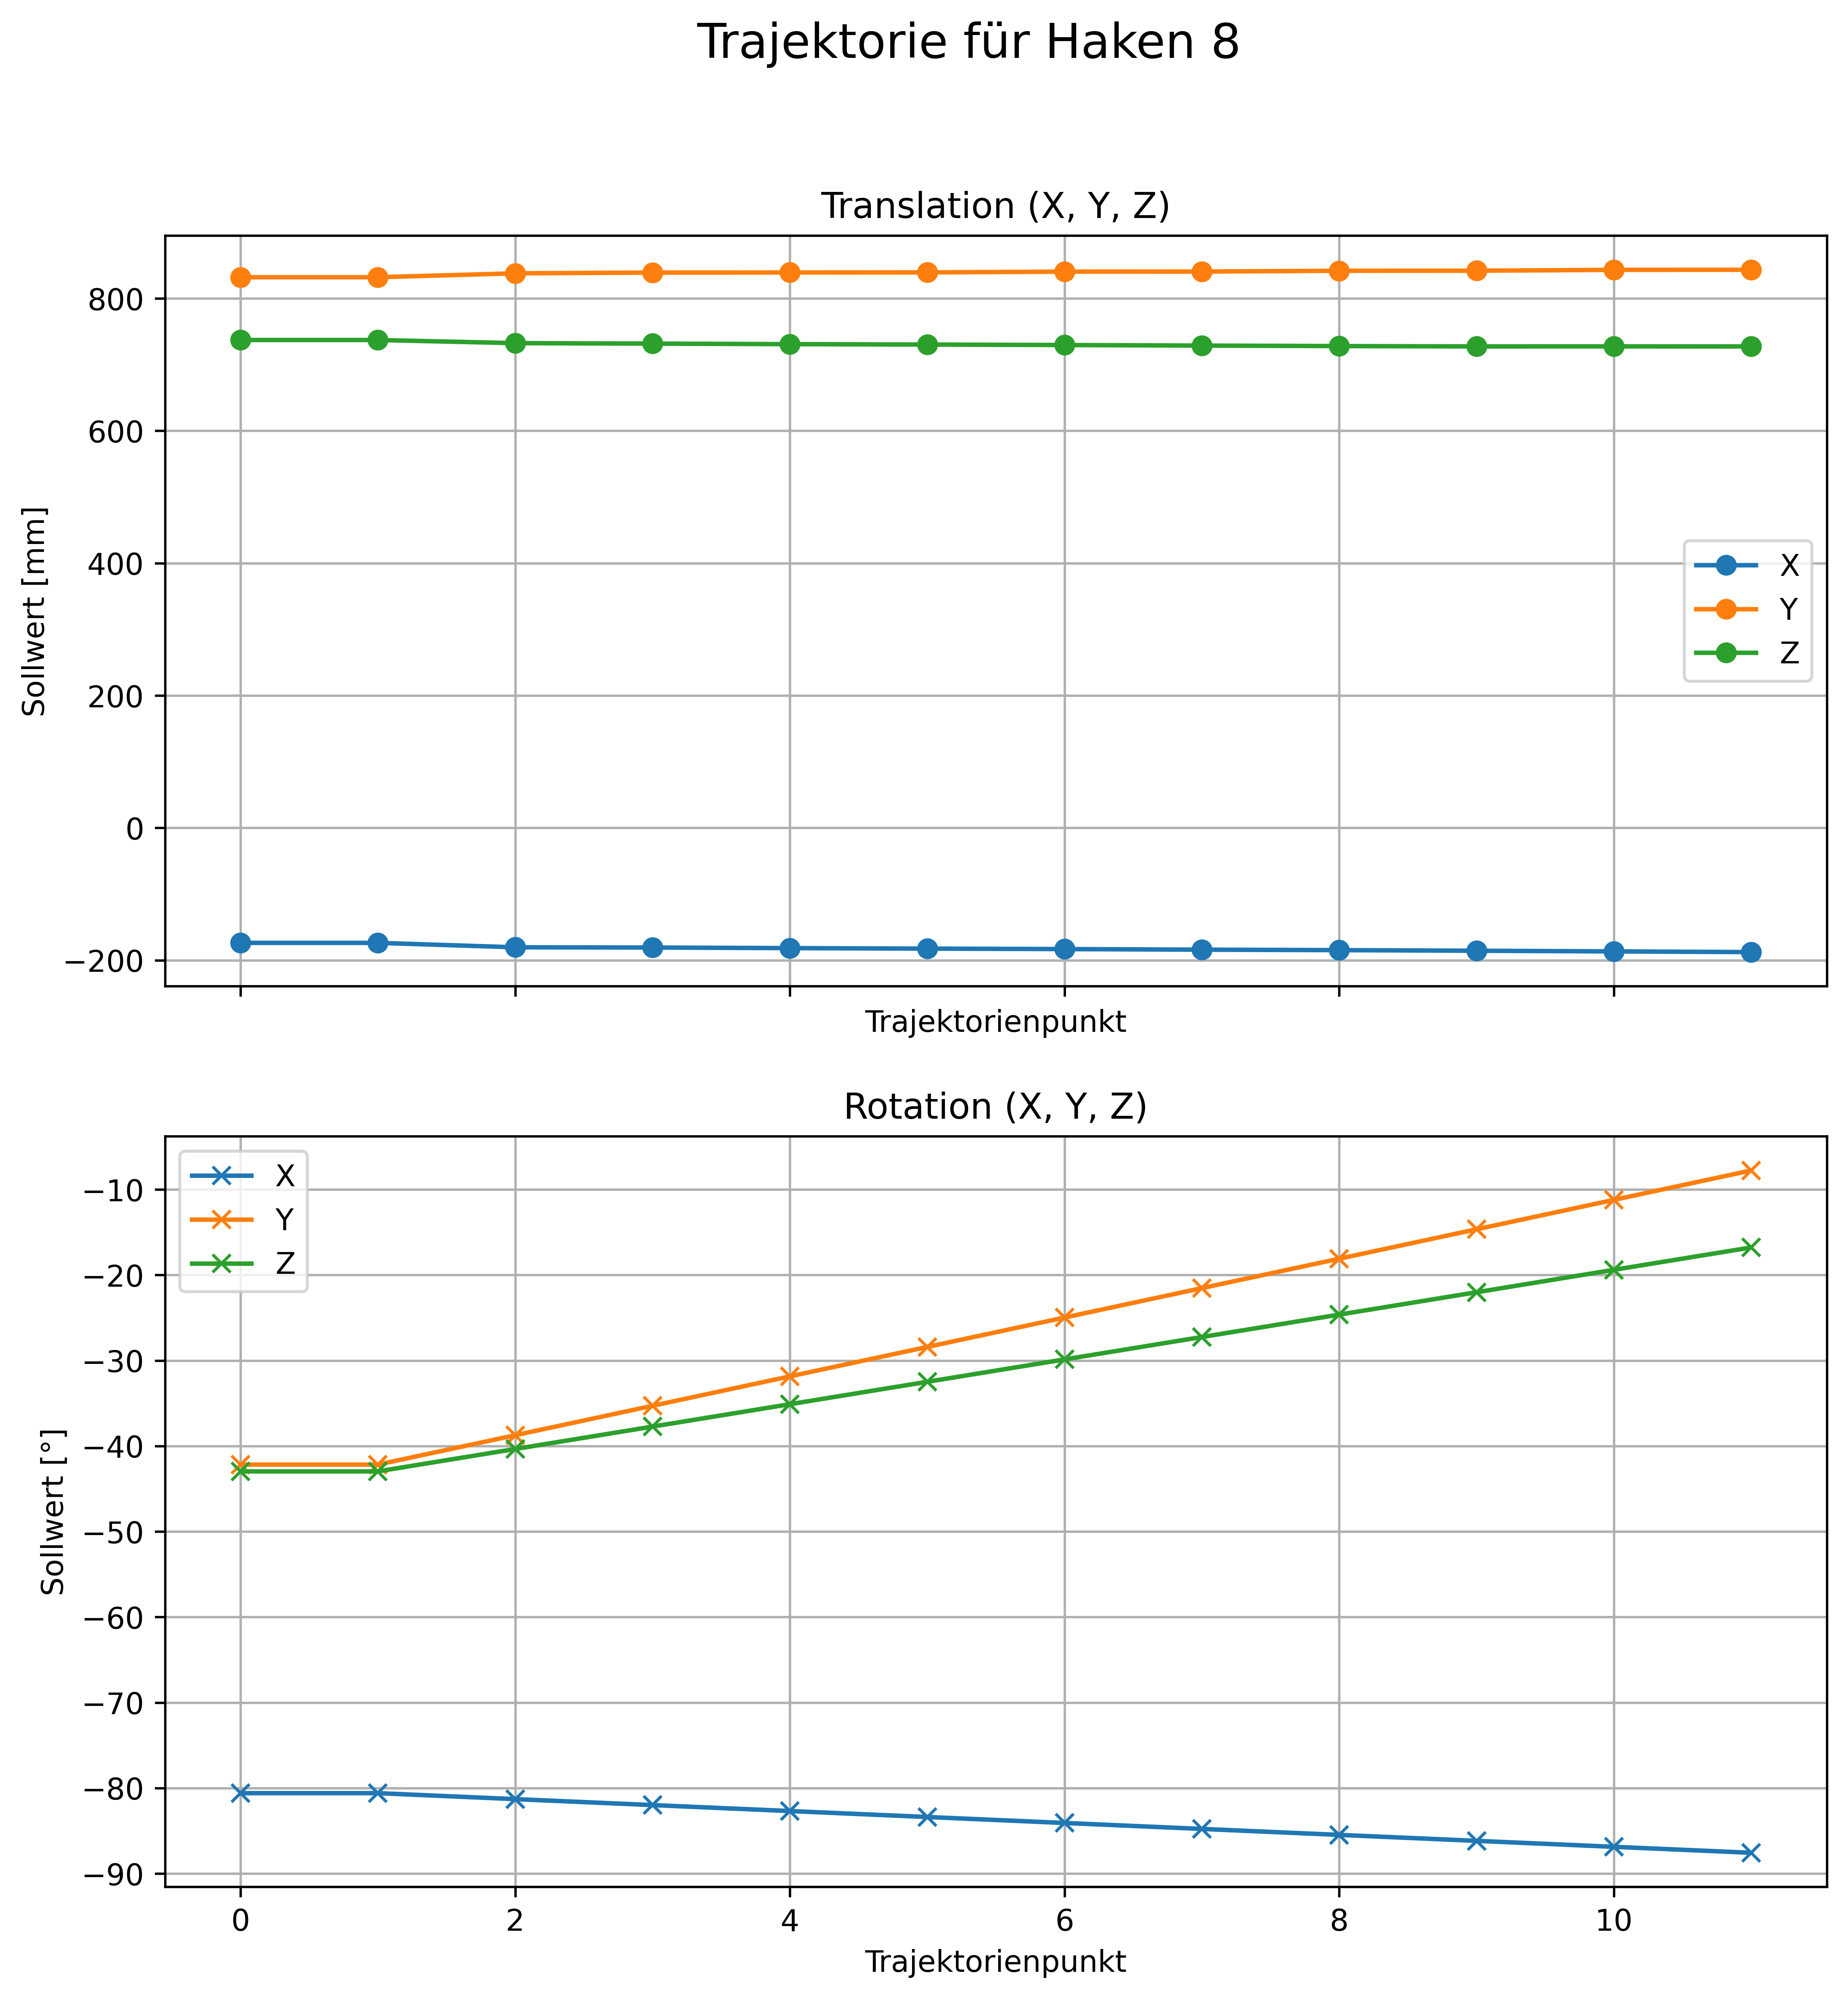 Trajektorie für Haken 8
Translation (X, Y, Z)
800
600
400
200
0
−200
Sollwert [mm]
X
Y
Z
Trajektorienpunkt
Rotation (X, Y, Z)
X
Y
Z
−10
−20
−30
−40
−50
−60
−70
−80
−90
Sollwert [°]
0 2 4 6 8 10
Trajektorienpunkt